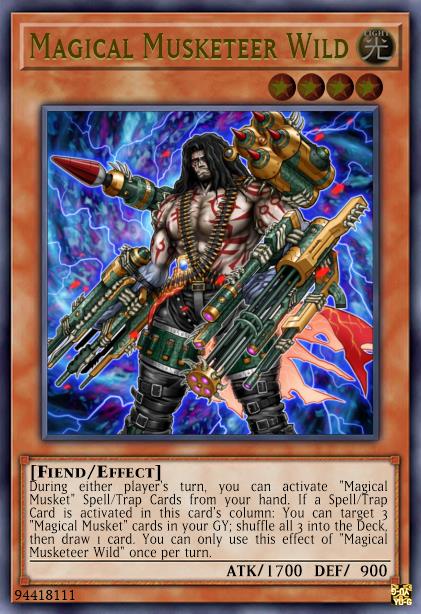 MAGICAL MUSKETEER WILD
LIGHT
光
[FIEND/EFFECT]
During either player's turn, you can activate "Magical
Musket" Spell/Trap Cards from your hand. If a Spell/Trap
Card is activated in this card's column: You can target 3
"Magical Musket" cards in your GY; shuffle all 3 into the Deck,
then draw 1 card. You can only use this effect of "Magical
Musketeer Wild" once per turn.
ATK/1700 DEF/ 900
94418111